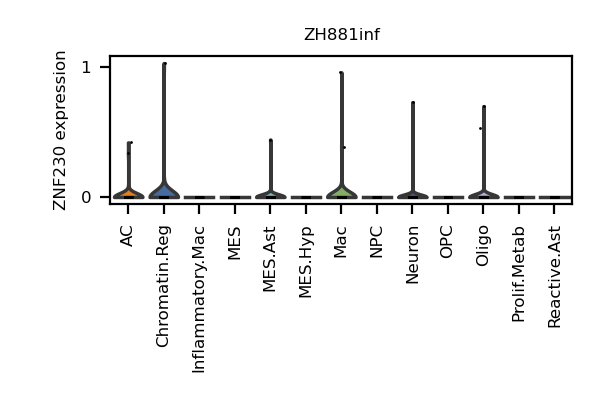 ZH881inf
ZNF230 expression
1
0
AC
Chromatin.Reg
Inflammatory.Mac
MES
MES.Ast
MES.Hyp
Mac
NPC
Neuron
OPC
Oligo
Prolif.Metab
Reactive.Ast